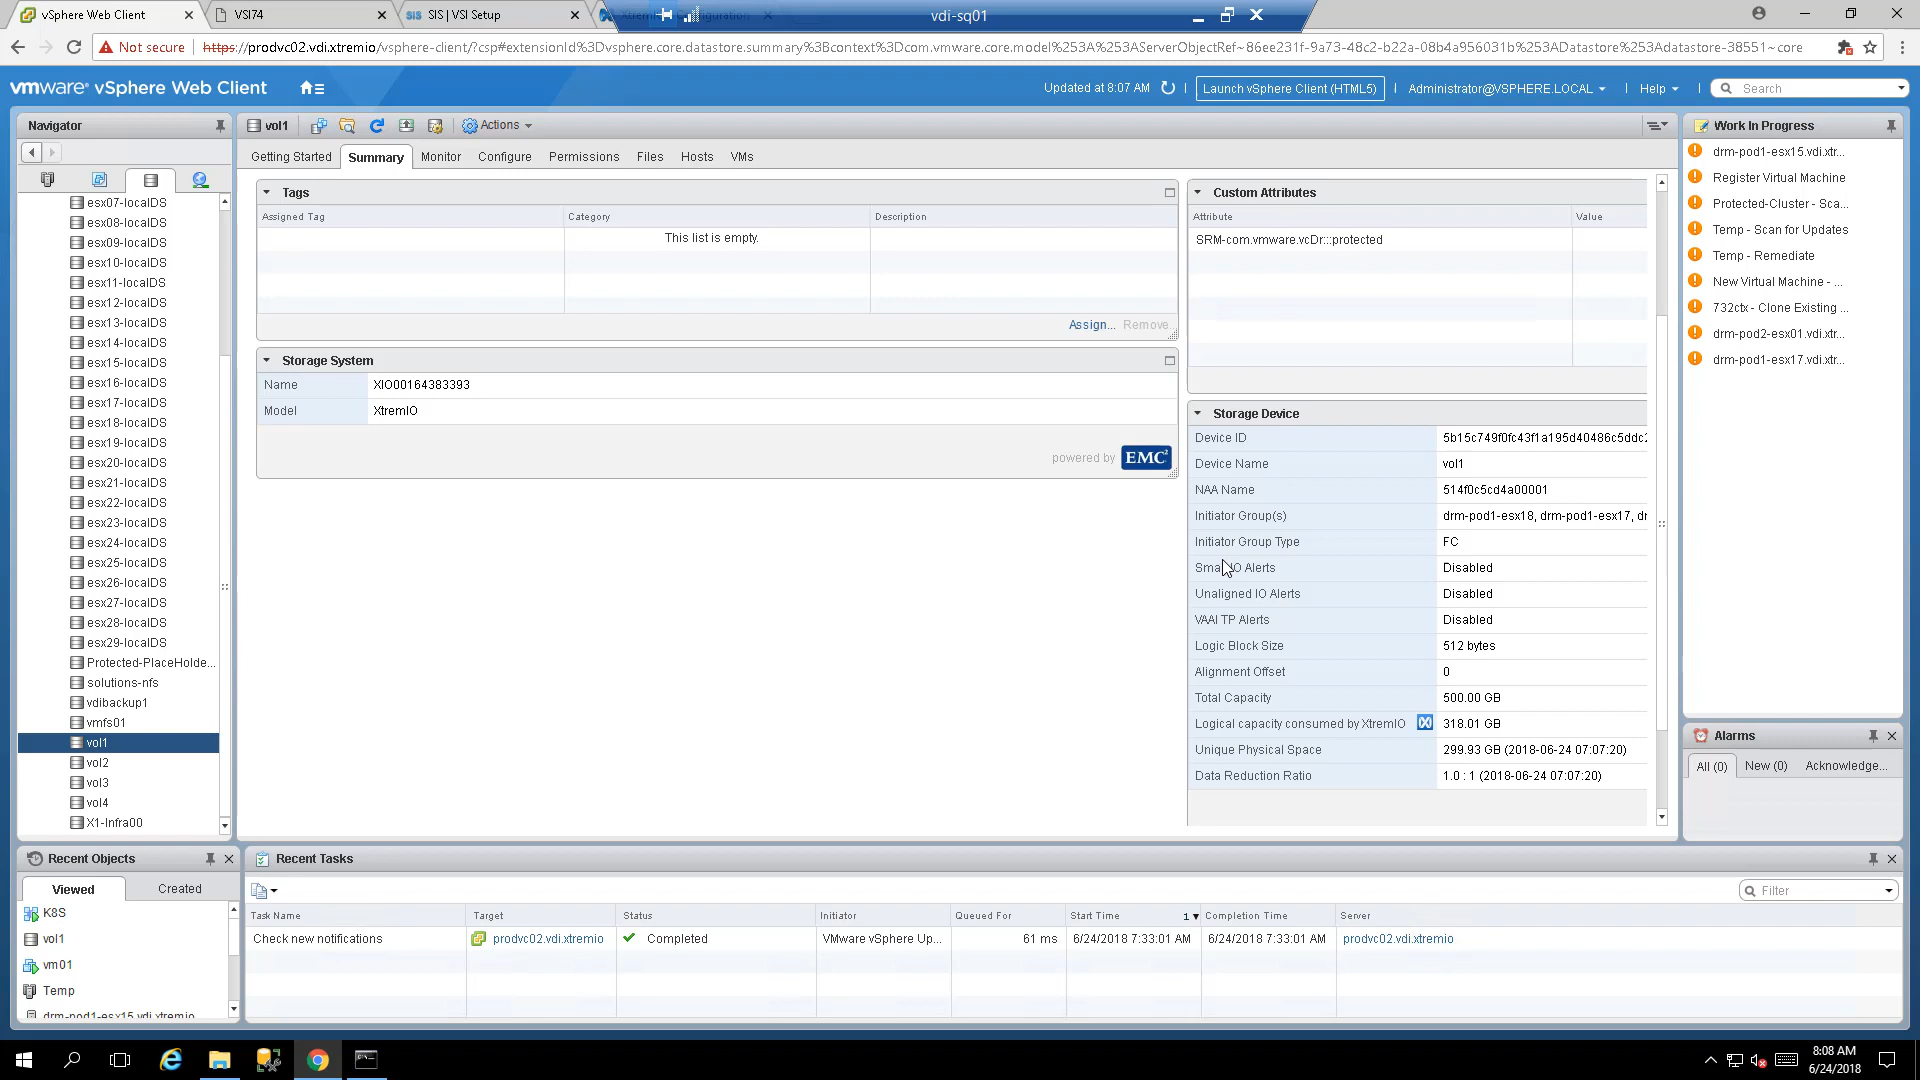 vSphere Web Client
VSI74
SIS | VSI Setup
vdi-sq01
Not secure
https://prodvc02.vdi.xtremio/vsphere-client/?csp#extensionId%3Dvsphere.core.datastore.summary%3Bcontext%3Dcom.vmware.core.model%253A%253AServerObjectRef~86ee231f-9a73-48c2-b22a-08b4a956031b%253ADatastore%253Adatastore-38551~core
vmware vSphere Web Client
Updated at 8:07 AM
Launch vSphere Client (HTML5)
Administrator@VSPHERE.LOCAL
Help
Search
Navigator
vol1
Actions
Getting Started
Summary
Monitor
Configure
Permissions
Files
Hosts
VMs
esx07-localDS
esx08-localDS
esx09-localDS
esx10-localDS
esx11-localDS
esx12-localDS
esx13-localDS
esx14-localDS
esx15-localDS
esx16-localDS
esx17-localDS
esx18-localDS
esx19-localDS
esx20-localDS
esx21-localDS
esx22-localDS
esx23-localDS
esx24-localDS
esx25-localDS
esx26-localDS
esx27-localDS
esx28-localDS
esx29-localDS
Protected-PlaceHolde...
solutions-nfs
vdibackup1
vmfs01
vol1
vol2
vol3
vol4
X1-Infra00
Tags
Assigned Tag
Category
Description
This list is empty.
Assign...
Remove...
Storage System
Name XIO00164383393
Model XtremIO
powered by EMC²
Custom Attributes
Attribute Value
SRM-com.vmware.vcDr:::protected
Storage Device
Device ID 5b15c749f0fc43f1a195d40486c5ddc2
Device Name vol1
NAA Name 514f0c5cd4a00001
Initiator Group(s) drm-pod1-esx18, drm-pod1-esx17, dr
Initiator Group Type FC
IO Alerts Disabled
Unaligned IO Alerts Disabled
VAAI TP Alerts Disabled
Logic Block Size 512 bytes
Alignment Offset 0
Total Capacity 500.00 GB
Logical capacity consumed by XtremIO 318.01 GB
Unique Physical Space 299.93 GB (2018-06-24 07:07:20)
Data Reduction Ratio 1.0 : 1 (2018-06-24 07:07:20)
Work In Progress
drm-pod1-esx15.vdi.xtr...
Register Virtual Machine
Protected-Cluster - Sca...
Temp - Scan for Updates
Temp - Remediate
New Virtual Machine - ...
732ctx - Clone Existing ...
drm-pod2-esx01.vdi.xtr...
drm-pod1-esx17.vdi.xtr...
Alarms
All (0)
New (0)
Acknowledge...
Recent Objects
Viewed
Created
K8S
vol1
vm01
Temp
drm-pod1-esx15.vdi.xtremio
Recent Tasks
Filter
Task Name
Target
Status
Initiator
Queued For
Start Time 1
Completion Time
Server
Check new notifications
prodvc02.vdi.xtremio
Completed
VMware vSphere Up...
61 ms
6/24/2018 7:33:01 AM
6/24/2018 7:33:01 AM
prodvc02.vdi.xtremio
8:08 AM
6/24/2018